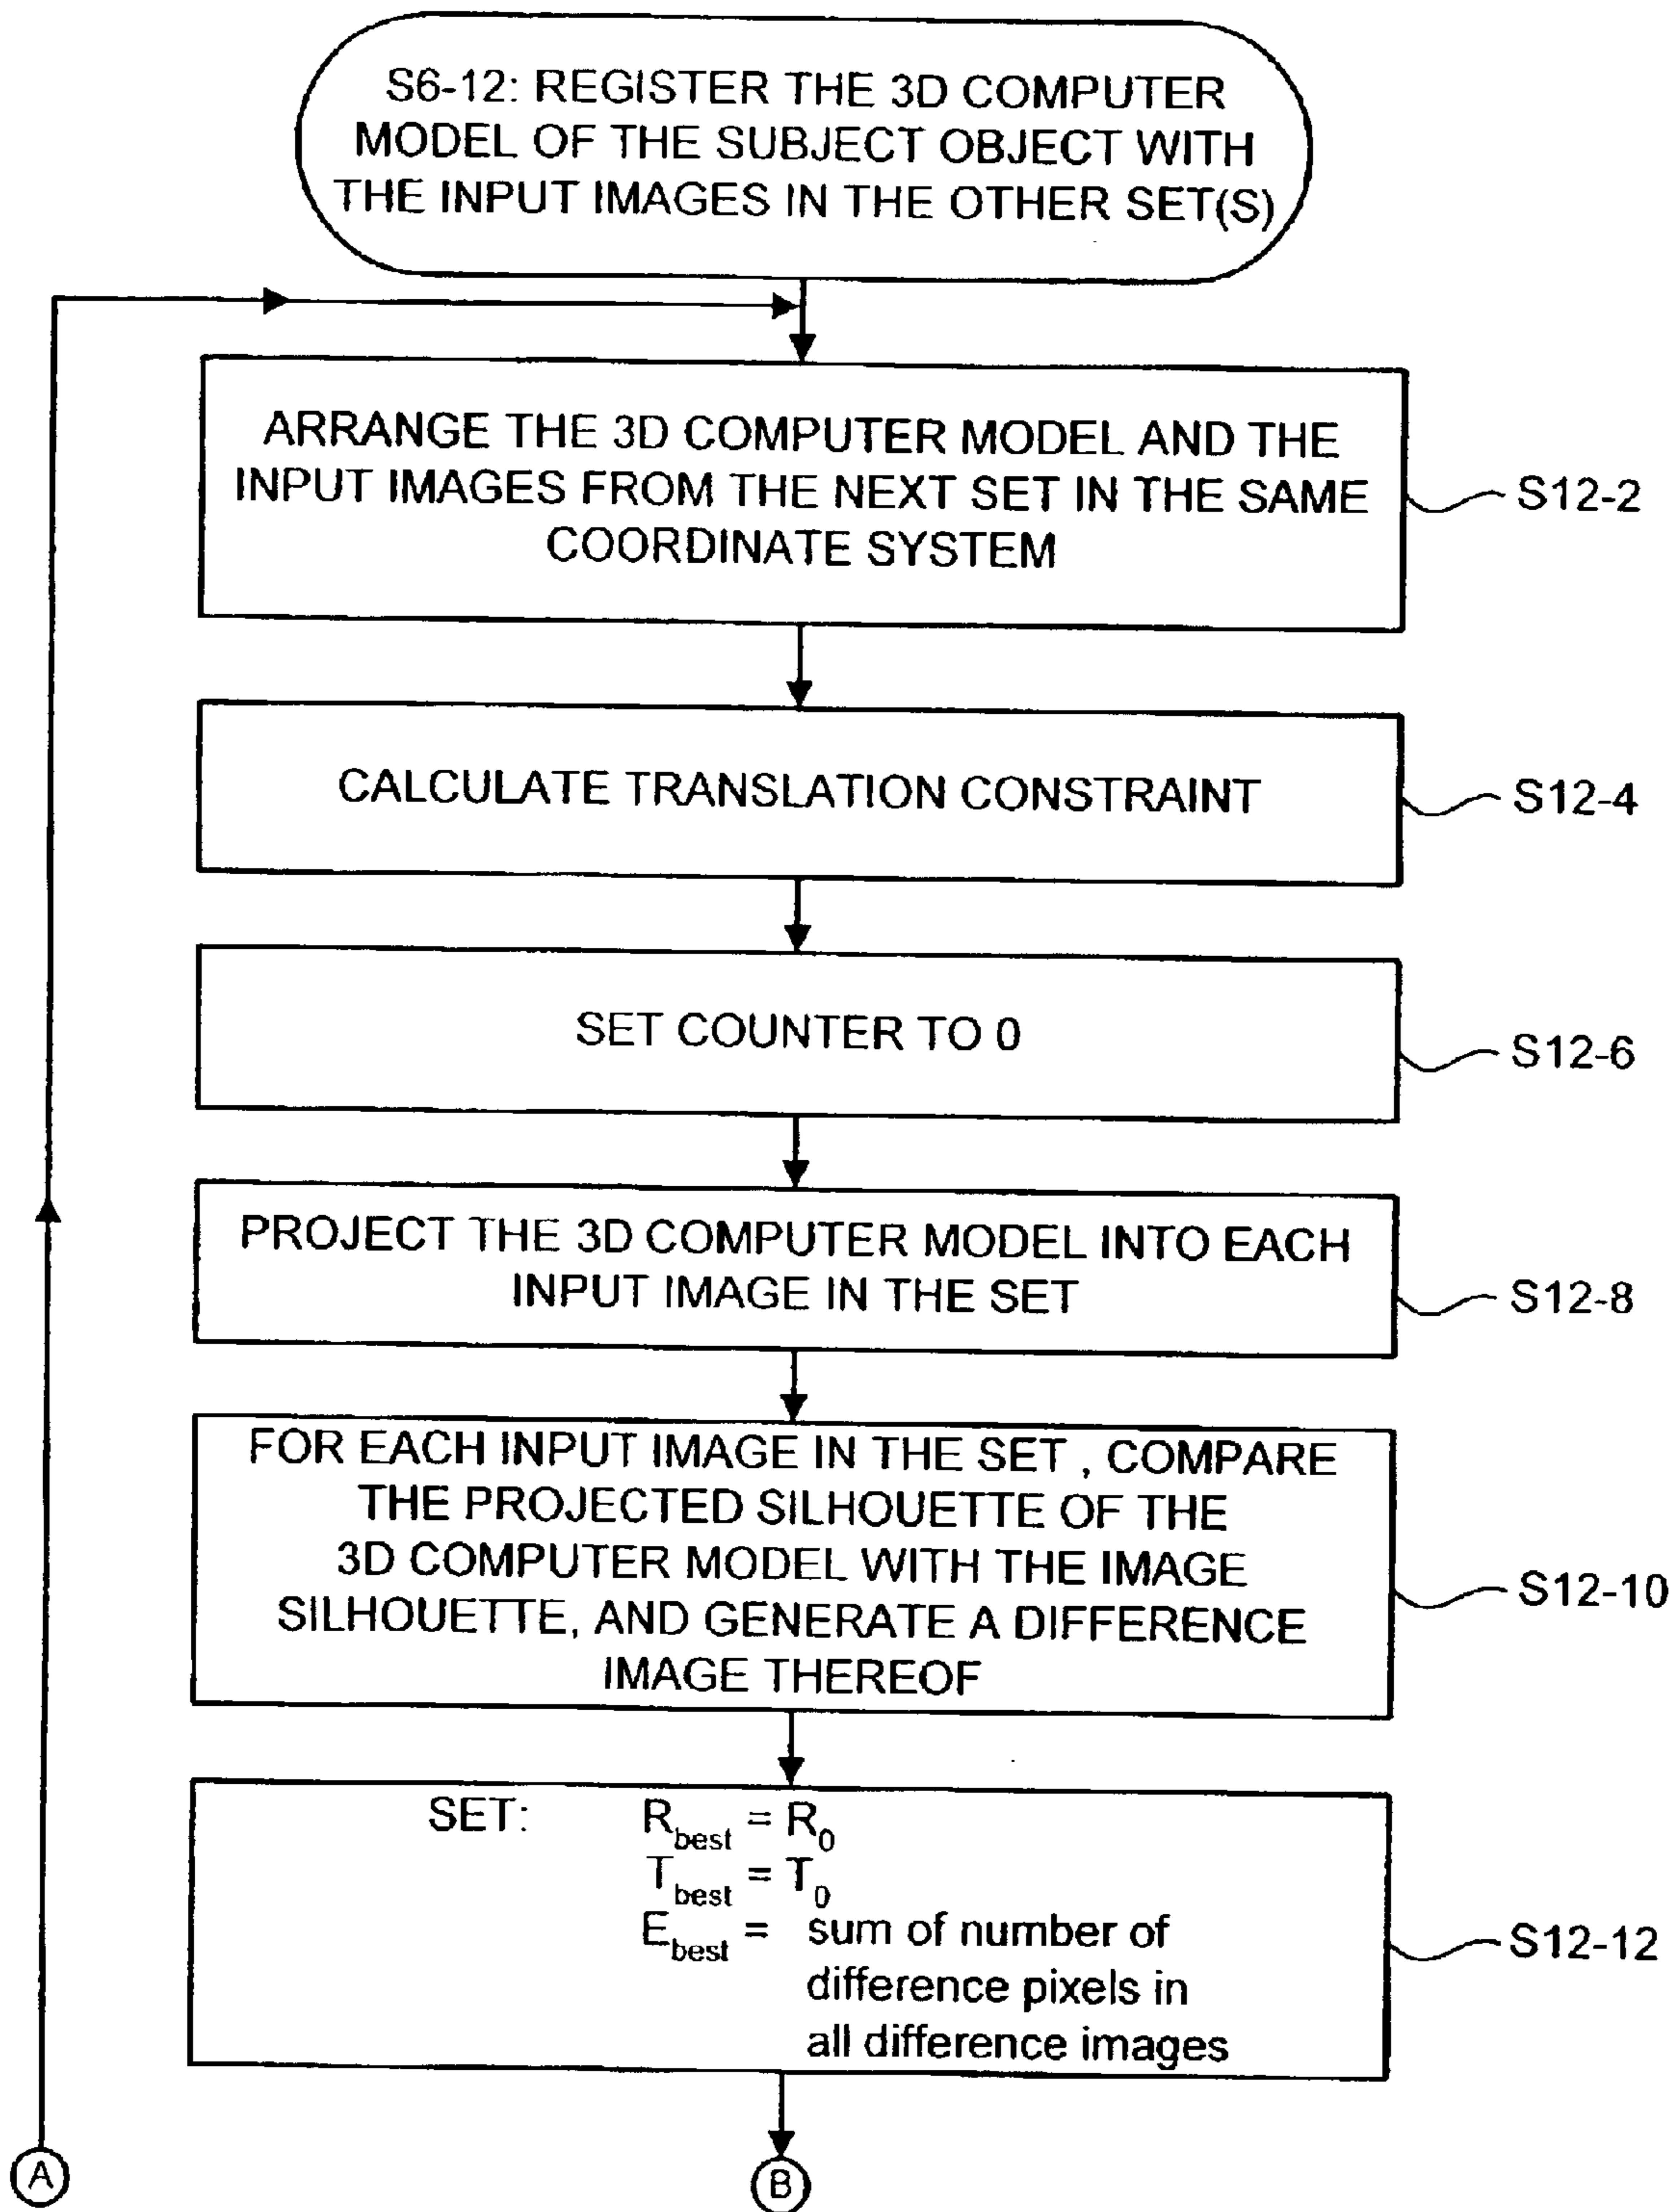 S6-12: REGISTER THE 3D COMPUTER
MODEL OF THE SUBJECT OBJECT WITH
THE INPUT IMAGES IN THE OTHER SET(S)
ARRANGE THE 3D COMPUTER MODEL AND THE
INPUT IMAGES FROM THE NEXT SET IN THE SAME
COORDINATE SYSTEM
S12-2
CALCULATE TRANSLATION CONSTRAINT
S12-4
SET COUNTER TO 0
S12-6
PROJECT THE 3D COMPUTER MODEL INTO EACH
INPUT IMAGE IN THE SET
S12-8
FOR EACH INPUT IMAGE IN THE SET , COMPARE
THE PROJECTED SILHOUETTE OF THE
3D COMPUTER MODEL WITH THE IMAGE
SILHOUETTE, AND GENERATE A DIFFERENCE
IMAGE THEREOF
S12-10
SET: R_best = R_0
T_best = T_0
E_best = sum of number of
difference pixels in
all difference images
S12-12
A
B